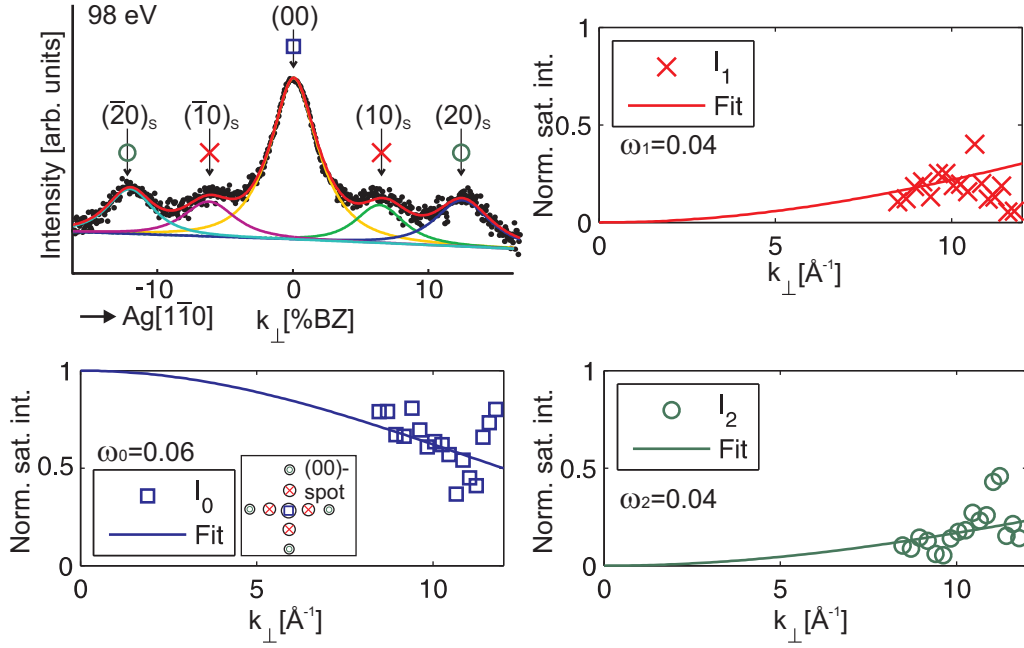 98 eV
(00)
(2̄0)ₛ
(1̄0)ₛ
(10)ₛ
(20)ₛ
Intensity [arb. units]
-10
0
10
→ Ag[11̄0]
k⊥[%BZ]
1
0.5
0
Norm. sat. int.
I₁
Fit
ω₁=0.04
0
5
10
k⊥[Å⁻¹]
1
0.5
0
Norm. sat. int.
ω₀=0.06
I₀
Fit
(00)-
spot
0
5
10
k⊥[Å⁻¹]
1
0.5
0
Norm. sat. int.
I₂
Fit
ω₂=0.04
0
5
10
k⊥[Å⁻¹]